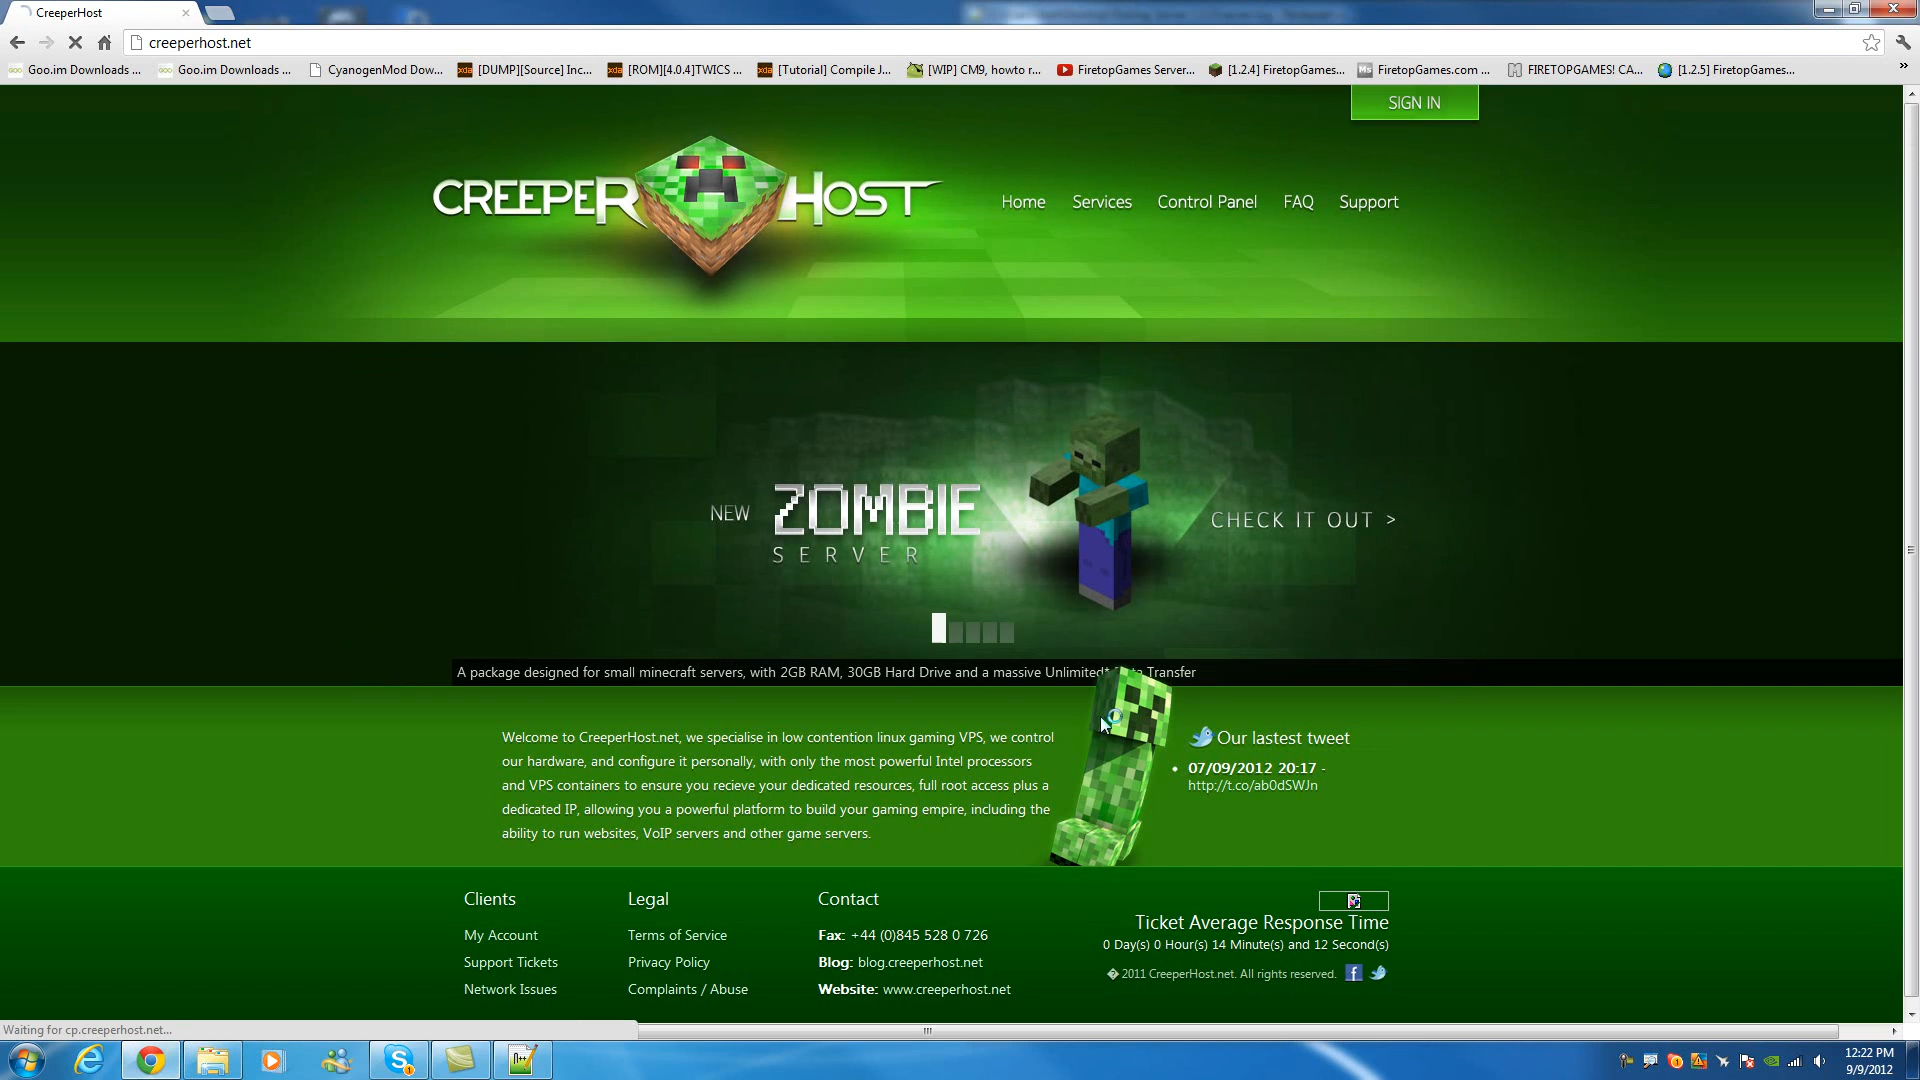 CreeperHost
creeperhost.net
Goo.im Downloads ...
Goo.im Downloads ...
CyanogenMod Dow...
[DUMP][Source] Inc...
[ROM][4.0.4]TWICS ...
[Tutorial] Compile J...
[WIP] CM9, howto r...
FiretopGames Server...
[1.2.4] FiretopGames...
FiretopGames.com ...
FIRETOPGAMES! CA...
[1.2.5] FiretopGames...
SIGN IN
CREEPER HOST
Home
Services
Control Panel
FAQ
Support
NEW
ZOMBIE
SERVER
CHECK IT OUT >
A package designed for small minecraft servers, with 2GB RAM, 30GB Hard Drive and a massive Unlimited* Transfer
Welcome to CreeperHost.net, we specialise in low contention linux gaming VPS, we control
our hardware, and configure it personally, with only the most powerful Intel processors
and VPS containers to ensure you recieve your dedicated resources, full root access plus a
dedicated IP, allowing you a powerful platform to build your gaming empire, including the
ability to run websites, VoIP servers and other game servers.
Our lastest tweet
• 07/09/2012 20:17 -
http://t.co/ab0dSWJn
Clients
My Account
Support Tickets
Network Issues
Legal
Terms of Service
Privacy Policy
Complaints / Abuse
Contact
Fax: +44 (0)845 528 0 726
Blog: blog.creeperhost.net
Website: www.creeperhost.net
Ticket Average Response Time
0 Day(s) 0 Hour(s) 14 Minute(s) and 12 Second(s)
� 2011 CreeperHost.net. All rights reserved.
Waiting for cp.creeperhost.net...
12:22 PM
9/9/2012